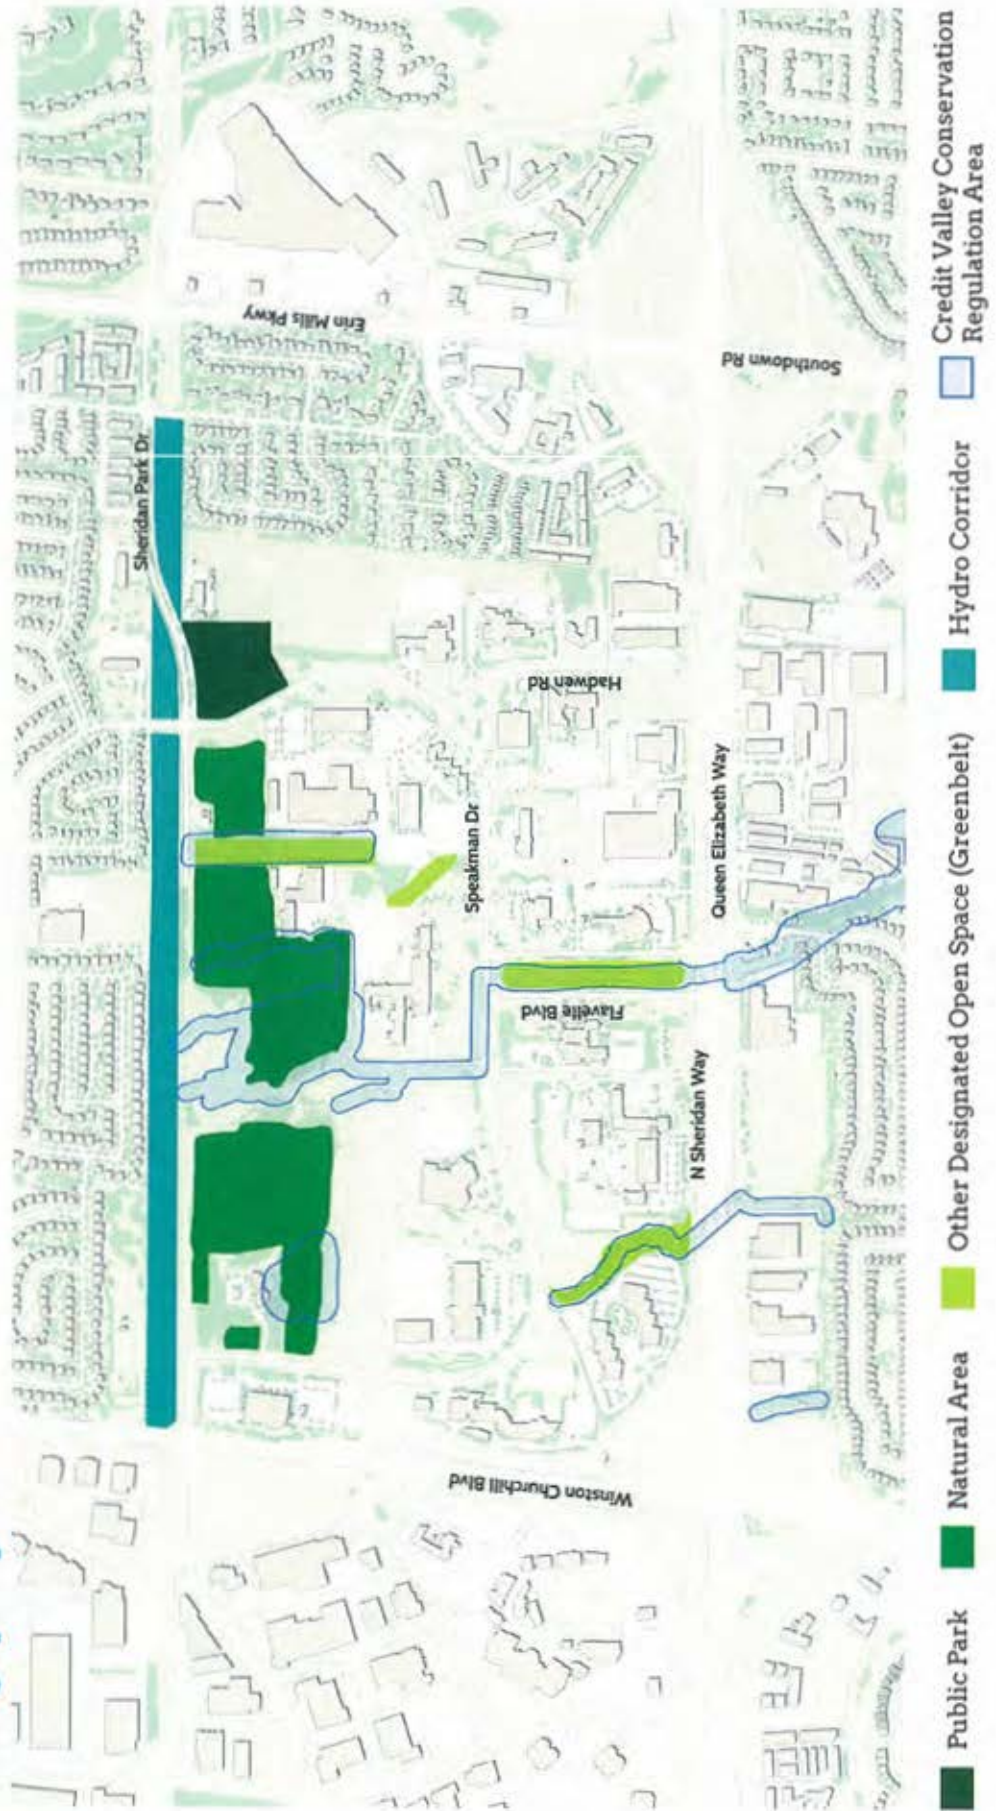 Sheridan Park Dr
Erin Mills Pkwy
Southdown Rd
Hadwen Rd
Speakman Dr
Queen Elizabeth Way
Flavelle Blvd
N Sheridan Way
Winston Churchill Blvd
Public Park
Natural Area
Other Designated Open Space (Greenbelt)
Hydro Corridor
Credit Valley Conservation
Regulation Area